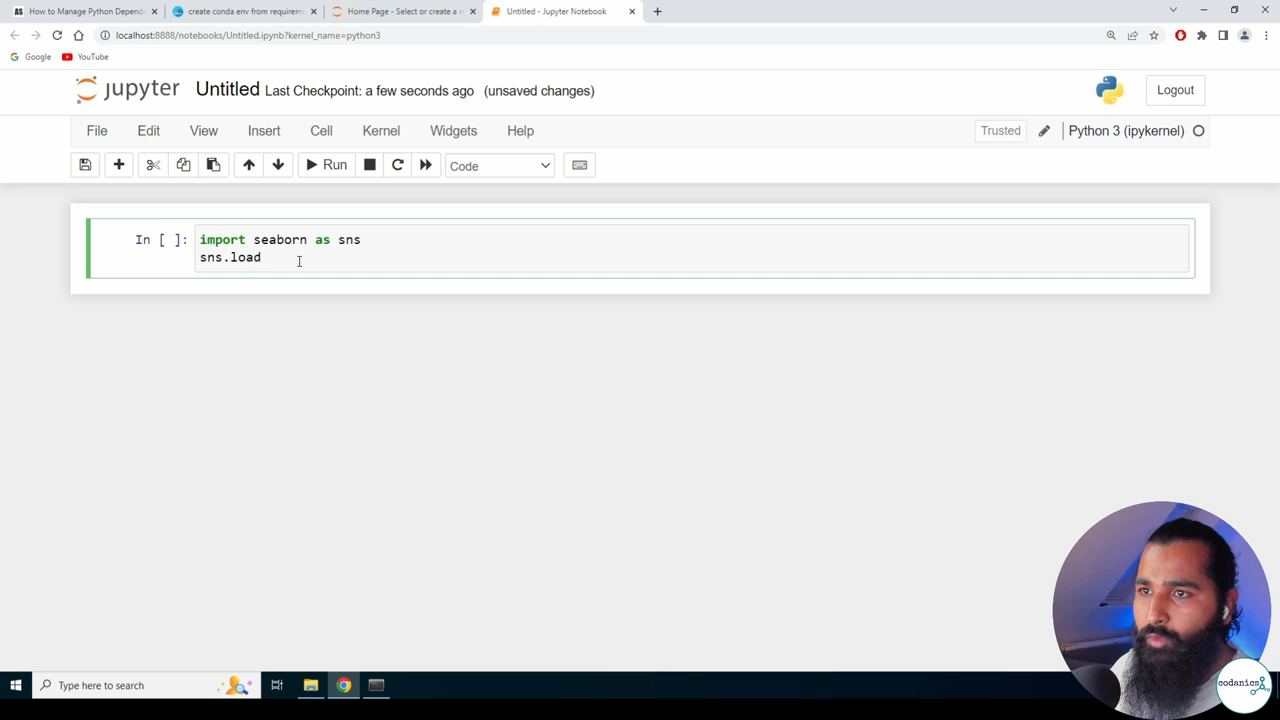 How to Manage Python Depend
create conda env from requirem
Home Page - Select or create a n
Untitled - Jupyter Notebook
localhost:8888/notebooks/Untitled.ipynb?kernel_name=python3
Google YouTube
jupyter Untitled Last Checkpoint: a few seconds ago (unsaved changes)
Logout
File Edit View Insert Cell Kernel Widgets Help
Trusted Python 3 (ipykernel)
Run Code
In [ ]: import seaborn as sns
sns.load
Type here to search
codanics